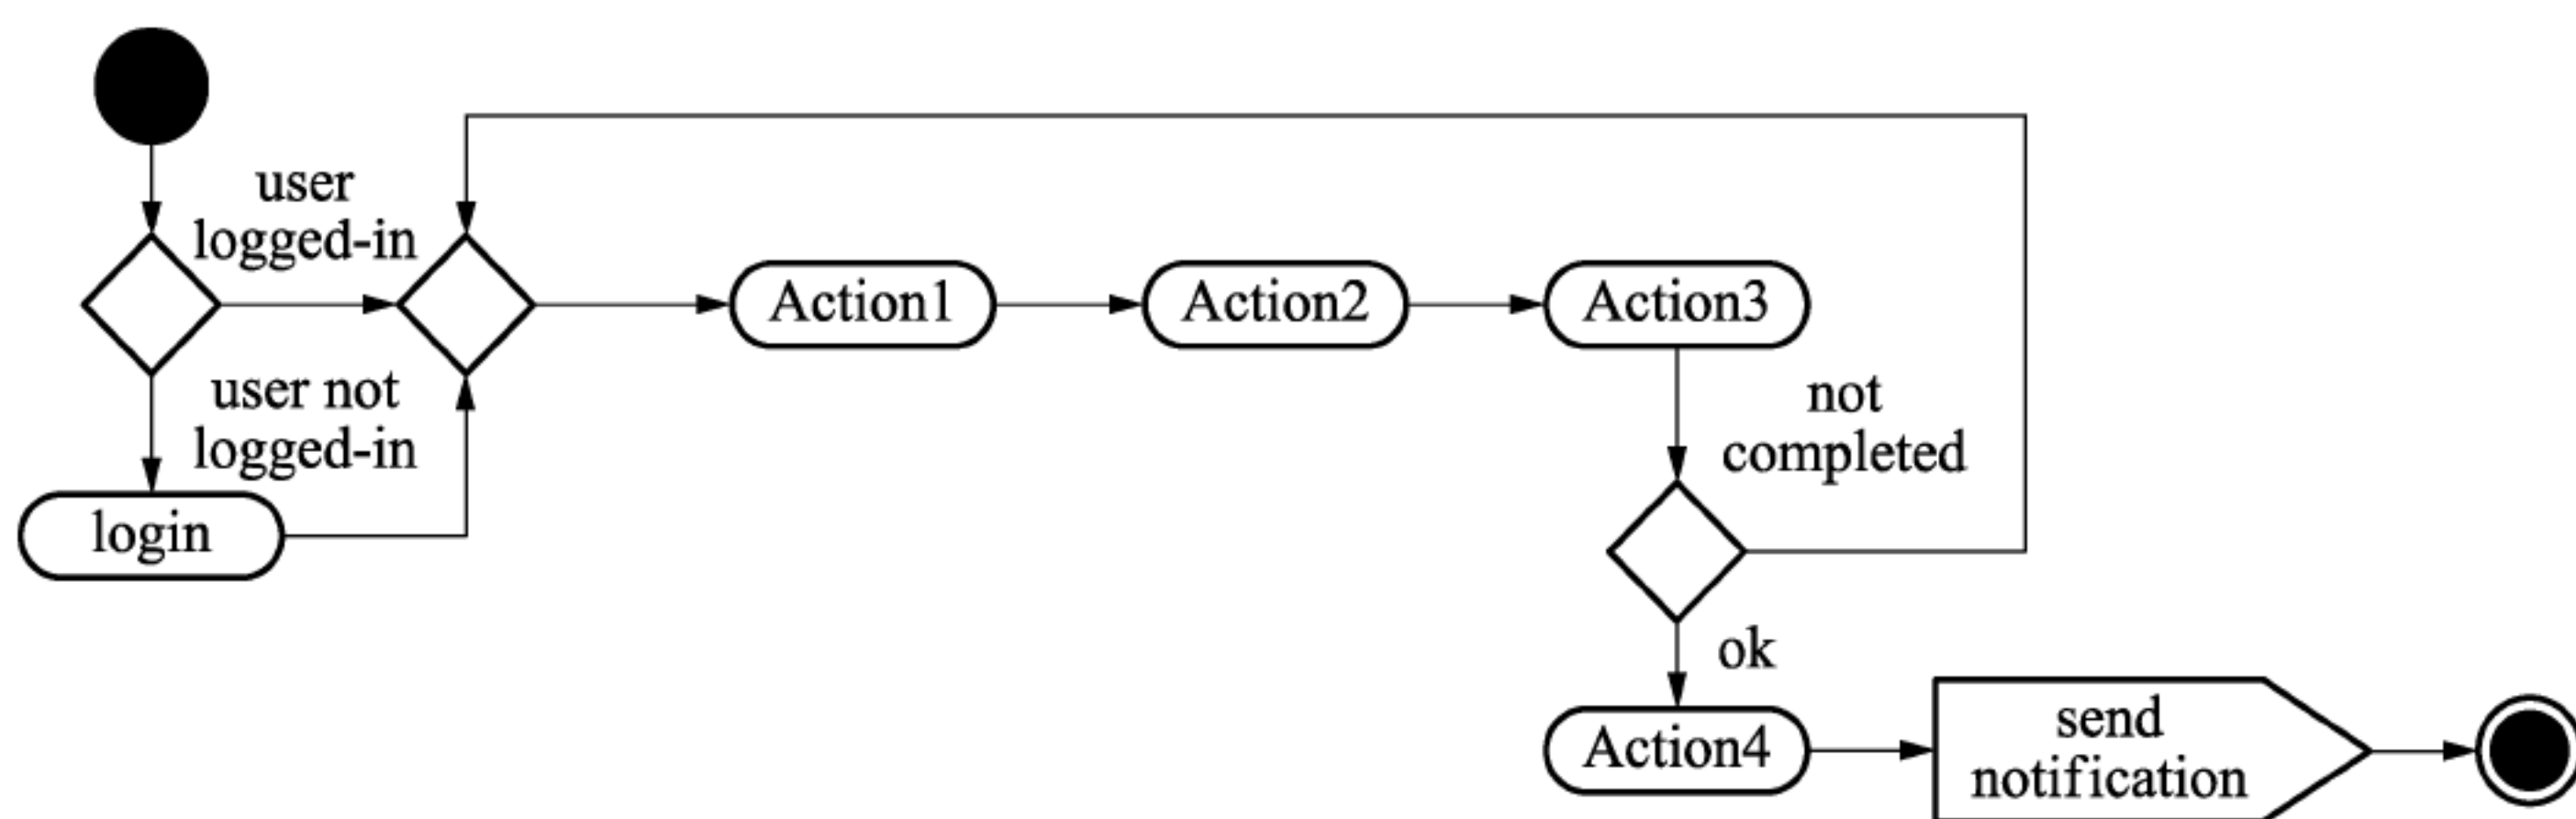 user
logged-in
Action1
Action2
Action3
user not
logged-in
not
completed
login
ok
send
notification
Action4